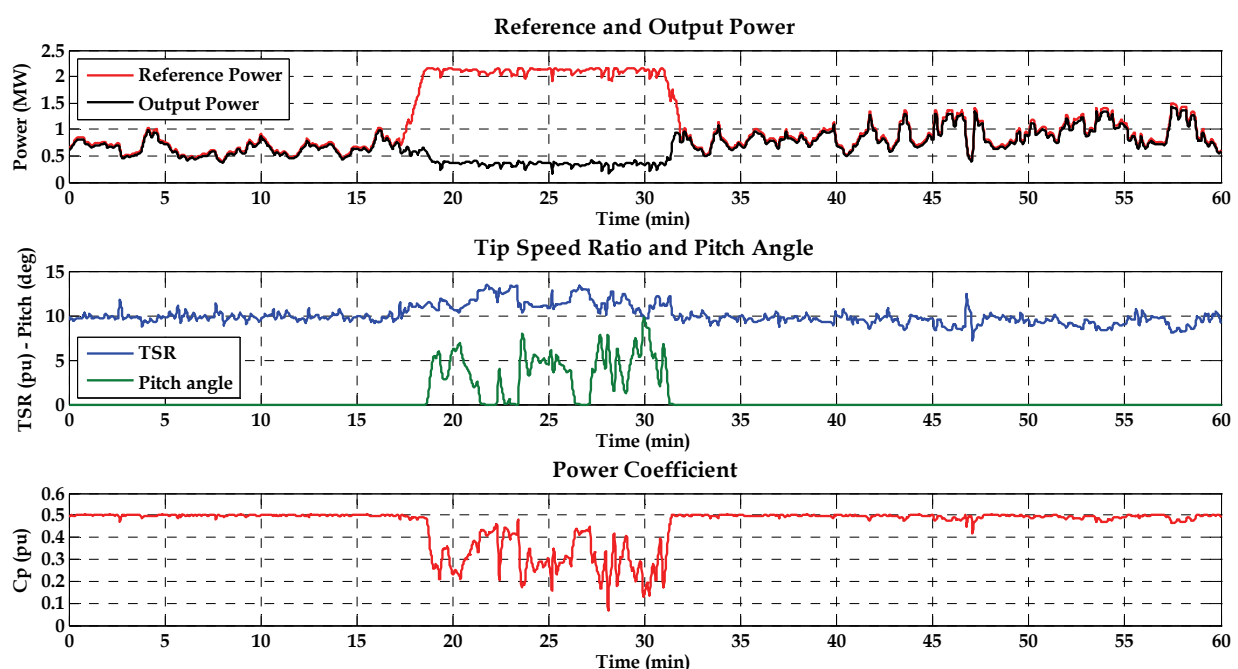 Reference and Output Power
Power (MW)
2.5
2
1.5
1
0.5
0
Reference Power
Output Power
0 5 10 15 20 25 30 35 40 45 50 55 60
Time (min)
Tip Speed Ratio and Pitch Angle
TSR (pu) - Pitch (deg)
15
10
5
0
TSR
Pitch angle
0 5 10 15 20 25 30 35 40 45 50 55 60
Time (min)
Power Coefficient
Cp (pu)
0.6
0.5
0.4
0.3
0.2
0.1
0
0 5 10 15 20 25 30 35 40 45 50 55 60
Time (min)